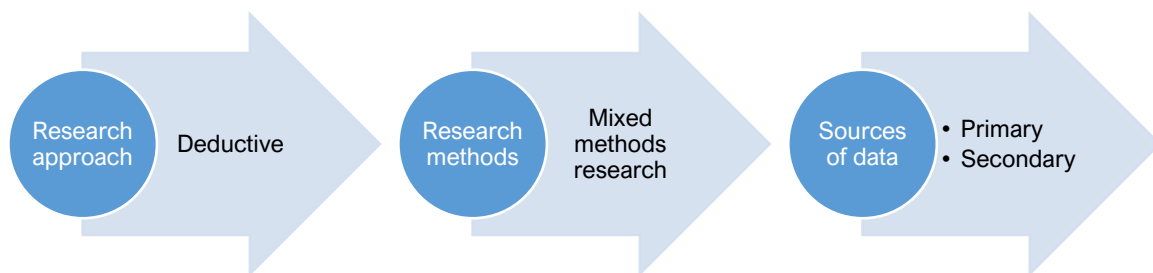 Research
approach
Deductive
Research
methods
Mixed
methods
research
Sources
of data
• Primary
• Secondary